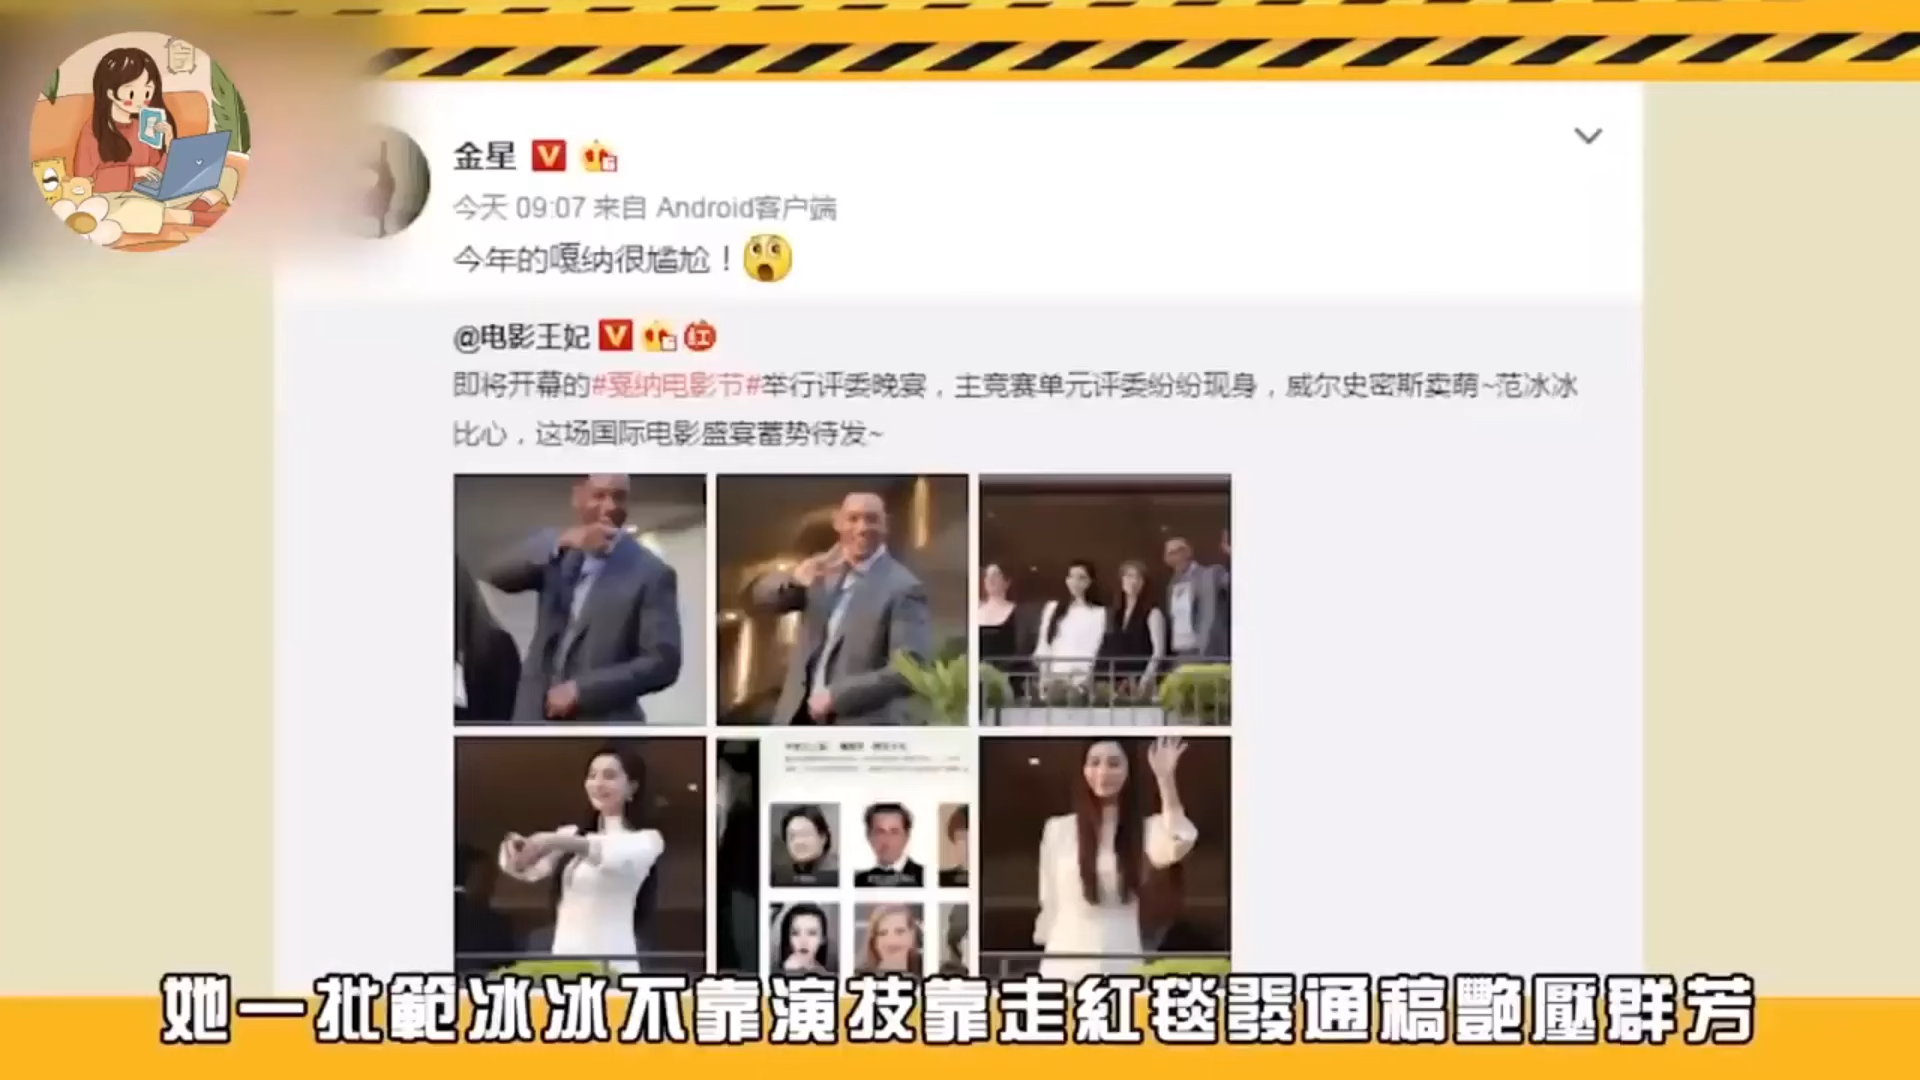 金星
今天 09:07 来自 Android客户端
今年的嘎纳很尴尬！
@电影王妃
即将开幕的#戛纳电影节#举行评委晚宴，主竞赛单元评委纷纷现身，威尔史密斯卖萌~范冰冰
比心，这场国际电影盛宴蓄势待发~
她一批範冰冰不靠演技靠走紅毯發通稿艷壓群芳